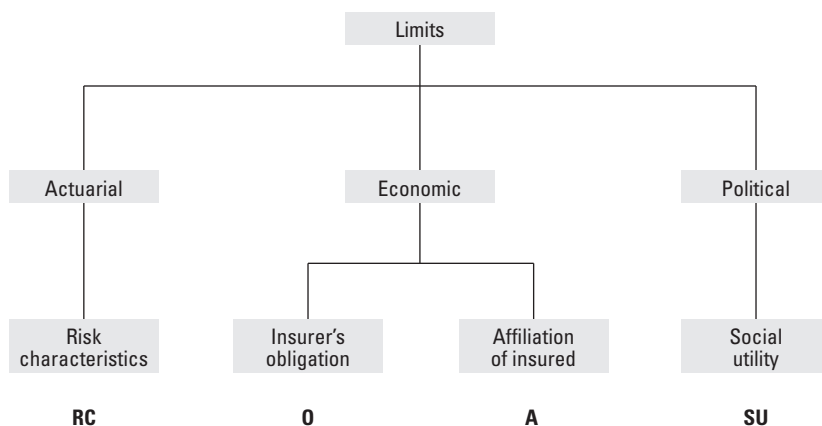 Limits
Actuarial
Economic
Political
Risk
characteristics
Insurer's
obligation
Affiliation
of insured
Social
utility
RC
O
A
SU